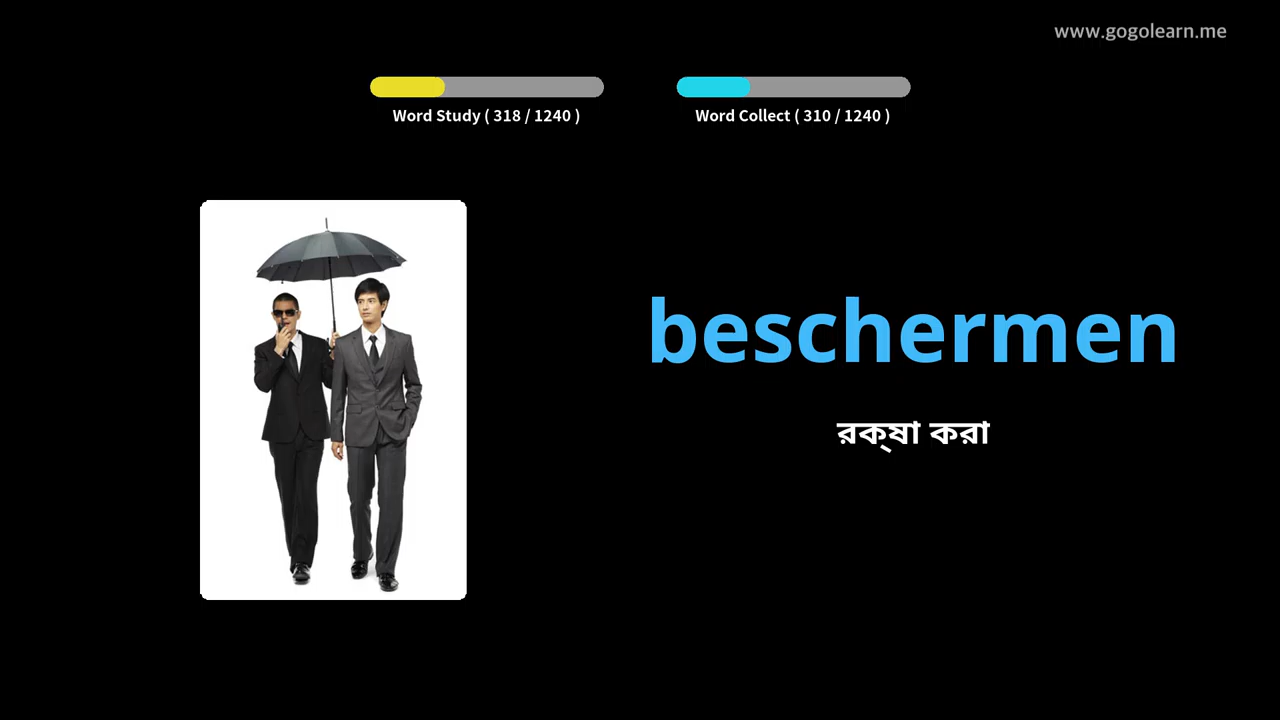 www.gogolearn.me
Word Study ( 318 / 1240 )
Word Collect ( 310 / 1240 )
beschermen
রক্ষা করা